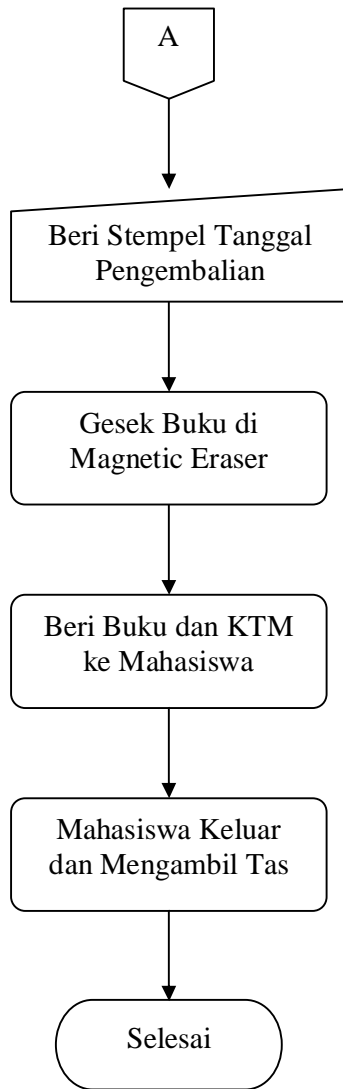 A
Beri Stempel Tanggal
Pengembalian
Gesek Buku di
Magnetic Eraser
Beri Buku dan KTM
ke Mahasiswa
Mahasiswa Keluar
dan Mengambil Tas
Selesai